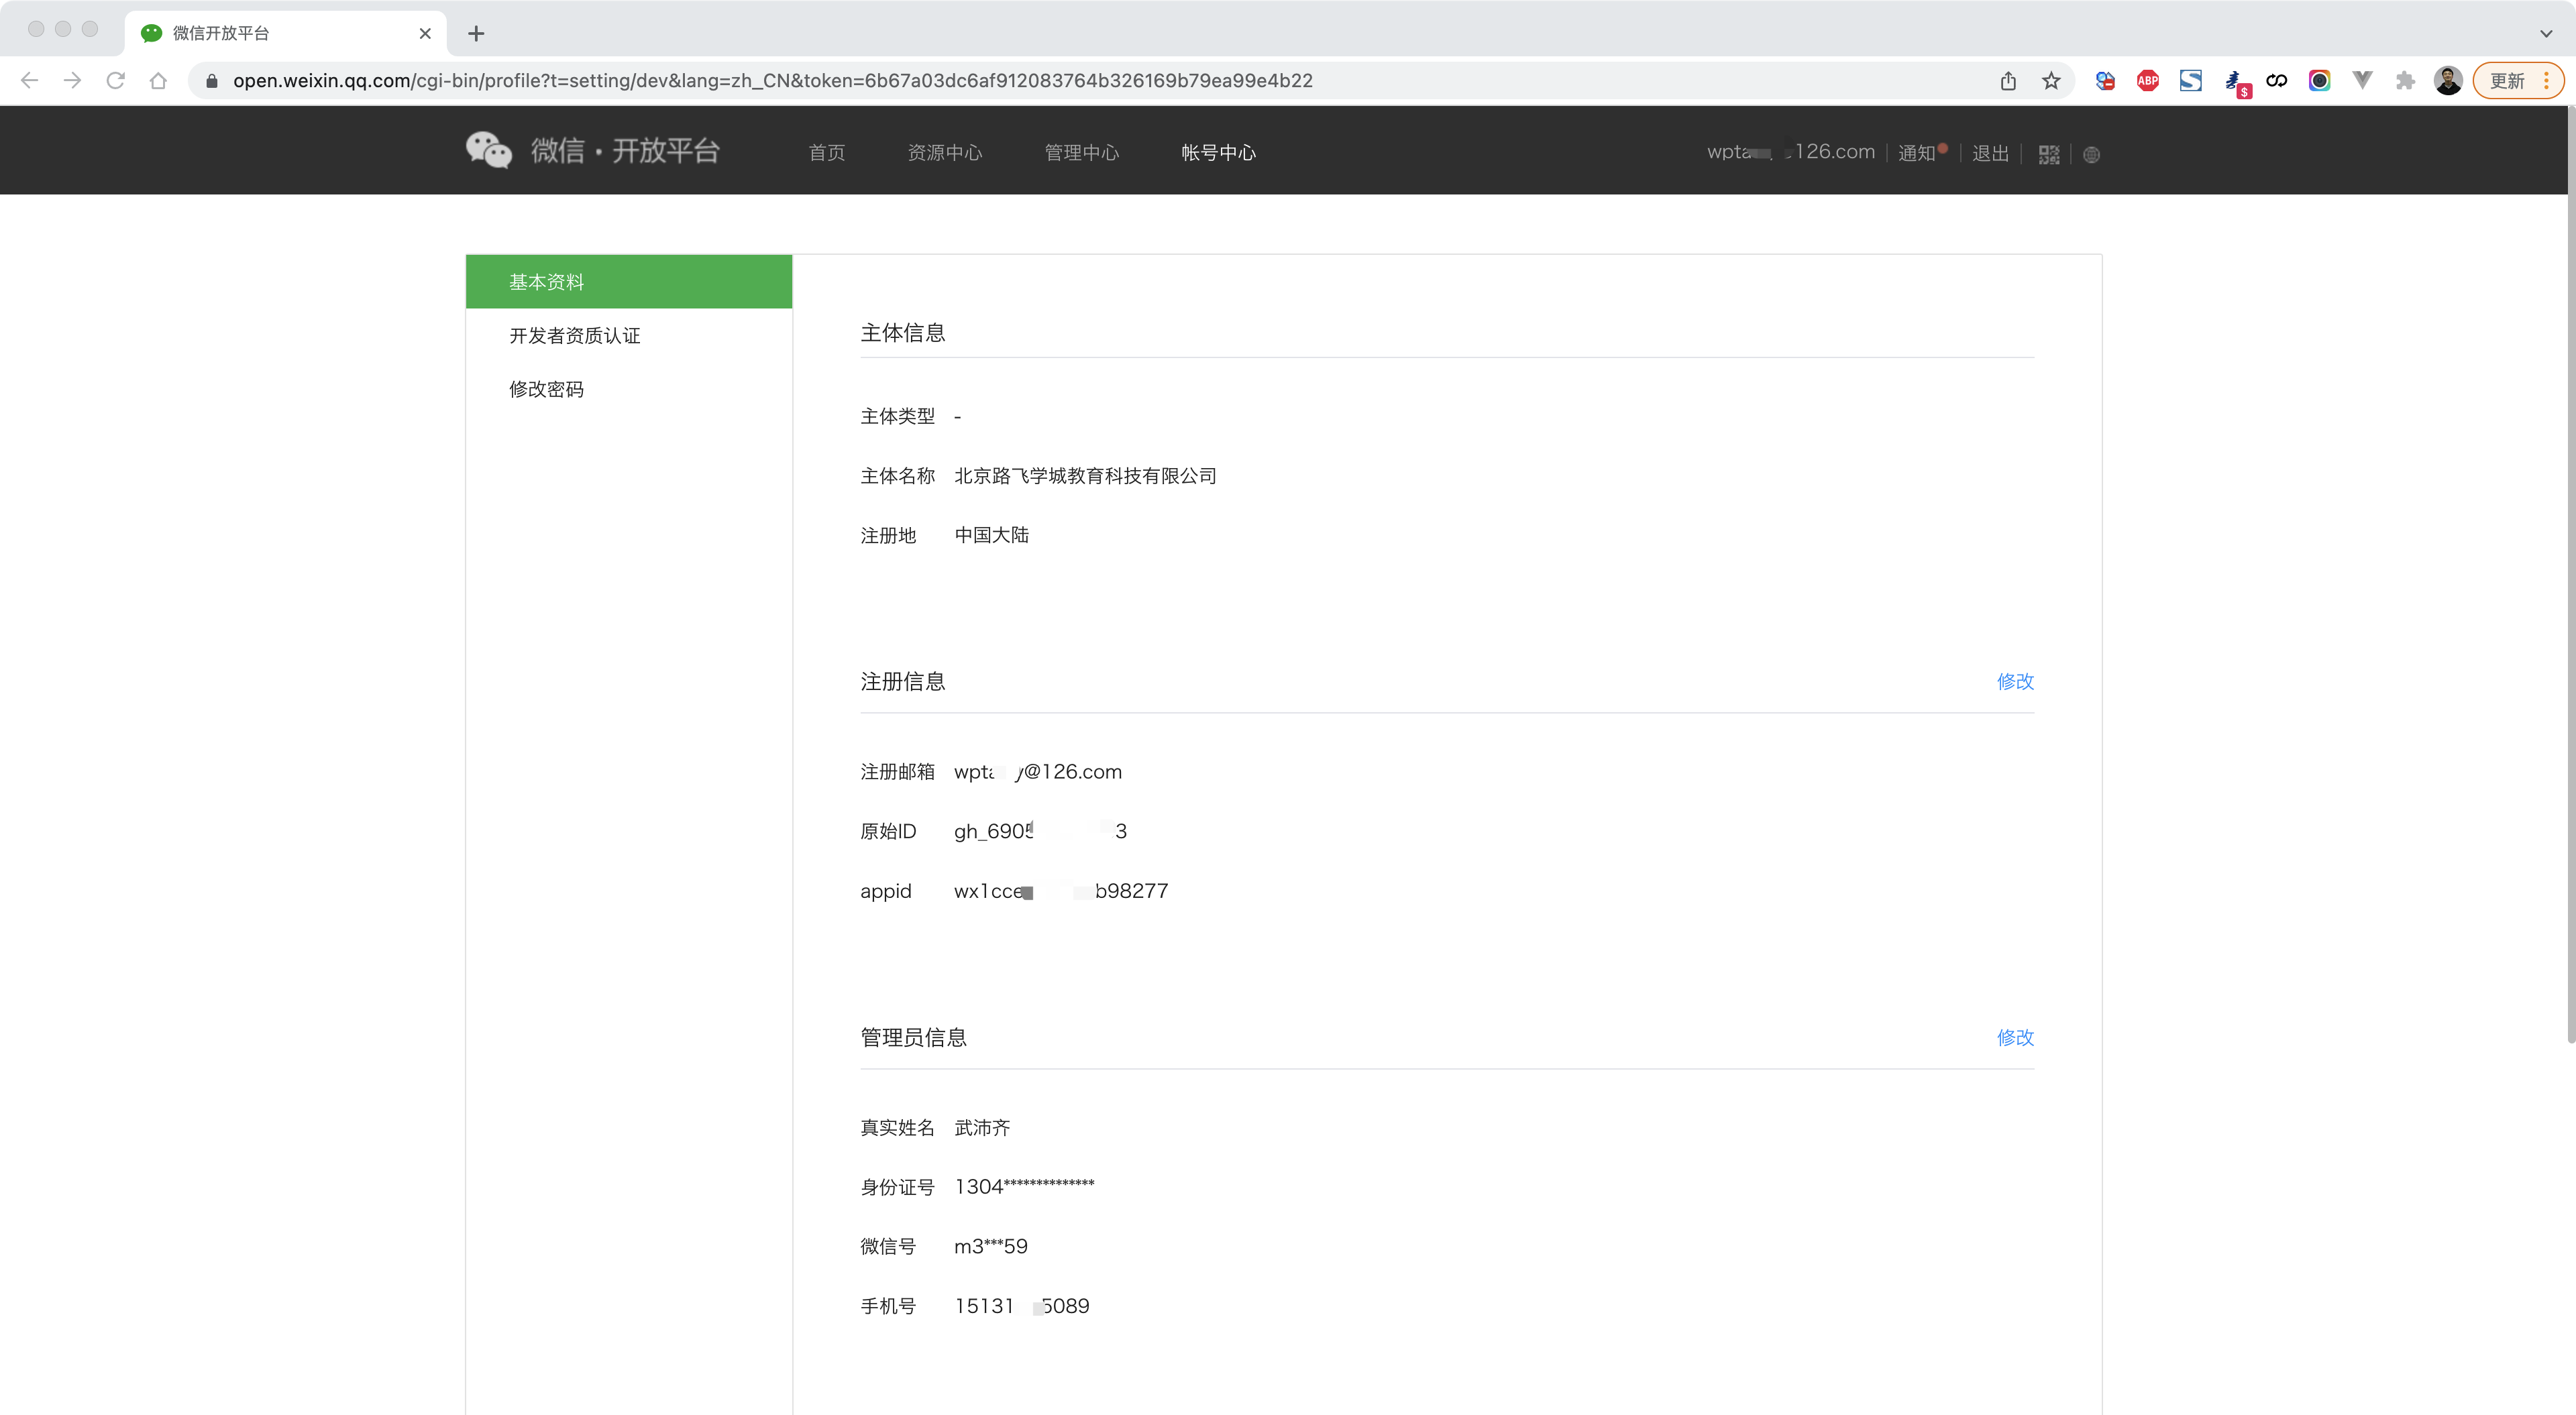 微信开放平台
open.weixin.qq.com/cgi-bin/profile?t=setting/dev&lang=zh_CN&token=6b67a03dc6af912083764b326169b79ea99e4b22
ABP
S
$
更新
微信·开放平台 首页 资源中心 管理中心 帐号中心 126.com 通知 退出
基本资料
开发者资质认证
修改密码
主体信息
主体类型 -
主体名称 北京路飞学城教育科技有限公司
注册地 中国大陆
注册信息 修改
注册邮箱 wpt y@126.com
原始ID gh_6905 3
appid wx1cce b98277
管理员信息 修改
真实姓名 武沛齐
身份证号 1304**************
微信号 m3***59
手机号 15131 5089